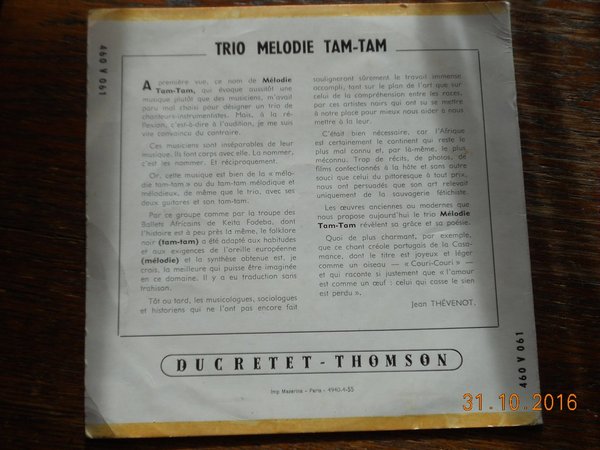 460 V 061
TRIO MELODIE TAM-TAM
A première vue, ce nom de Mélodie
Tam-Tam, qui évoque aussitôt une
musique plutôt que des musiciens, m'avait
paru mal choisi pour désigner un trio de
chanteurs-instrumentistes. Mais, à la ré-
flexion, c'est-à-dire à l'audition, je me suis
vite convaincu du contraire.
Ces musiciens sont inséparables de leur
musique. Ils font corps avec elle. La nommer,
c'est les nommer. Et réciproquement.
Or, cette musique est bien de la « mélo-
die tam-tam » ou du tam-tam mélodique et
mélodieux, de même que le trio, avec ses
deux guitares et son tam-tam.
Par ce groupe comme par la troupe des
Ballets Africains de Keita Fodeba, dont
l'histoire est à peu près la même, le folklore
noir (tam-tam) a été adapté aux habitudes
et aux exigences de l'oreille européenne
(mélodie) et la synthèse obtenue est, je
crois, la meilleure qui puisse être imaginée
en ce domaine. Il y a eu traduction sans
trahison.
Tôt ou tard, les musicologues, sociologues
et historiens qui ne l'ont pas encore fait
souligneront sûrement le travail immense
accompli, tant sur le plan de l'art que sur
celui de la compréhension entre les races,
par ces artistes noirs qui ont su se mettre
à notre place pour mieux nous aider à nous
mettre à la leur.
C'était bien nécessaire, car l'Afrique
est certainement le continent qui reste le
plus mal connu et, par là-même, le plus
méconnu. Trop de récits, de photos, de
films confectionnés à la hâte et sans autre
souci que celui du pittoresque à tout prix,
nous ont persuadés que son art relevait
uniquement de la sauvagerie fétichiste.
Les œuvres anciennes ou modernes que
nous propose aujourd'hui le trio Mélodie
Tam-Tam révèlent sa grâce et sa poésie.
Quoi de plus charmant, par exemple,
que ce chant créole portugais de la Casa-
mance, dont le titre est joyeux et léger
comme un oiseau — « Couri-Couri » —
et qui raconte si justement que « l'amour
est comme un œuf : celui qui casse le sien
est perdu ».
Jean THÉVENOT.
DUCRETET-THOMSON
Imp. Mazarine - Paris - 4940-4-55
460 V 061
31.10.2016